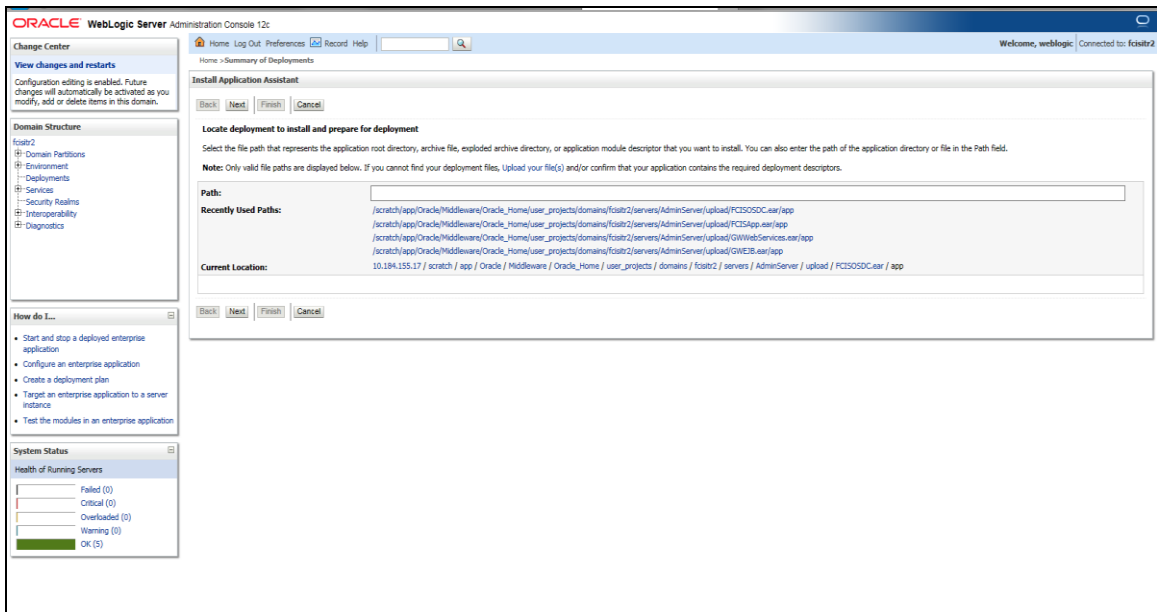 ORACLE WebLogic Server Administration Console 12c
Change Center
View changes and restarts
Configuration editing is enabled. Future
changes will automatically be activated as you
modify, add or delete items in this domain.
Domain Structure
fcisitr2
Domain Partitions
Environment
Deployments
Services
Security Realms
Interoperability
Diagnostics
How do I...
Start and stop a deployed enterprise
application
Configure an enterprise application
Create a deployment plan
Target an enterprise application to a server
instance
Test the modules in an enterprise application
System Status
Health of Running Servers
Failed (0)
Critical (0)
Overloaded (0)
Warning (0)
OK (5)
Home Log Out Preferences Record Help
Welcome, weblogic Connected to: fcisitr2
Home >Summary of Deployments
Install Application Assistant
Back Next Finish Cancel
Locate deployment to install and prepare for deployment
Select the file path that represents the application root directory, archive file, exploded archive directory, or application module descriptor that you want to install. You can also enter the path of the application directory or file in the Path field.
Note: Only valid file paths are displayed below. If you cannot find your deployment files, Upload your file(s) and/or confirm that your application contains the required deployment descriptors.
Path:
Recently Used Paths: /scratch/app/Oracle/Middleware/Oracle_Home/user_projects/domains/fcisitr2/servers/AdminServer/upload/FCISOSDC.ear/app
/scratch/app/Oracle/Middleware/Oracle_Home/user_projects/domains/fcisitr2/servers/AdminServer/upload/FCISApp.ear/app
/scratch/app/Oracle/Middleware/Oracle_Home/user_projects/domains/fcisitr2/servers/AdminServer/upload/GWWebServices.ear/app
/scratch/app/Oracle/Middleware/Oracle_Home/user_projects/domains/fcisitr2/servers/AdminServer/upload/GWEJB.ear/app
Current Location: 10.184.155.17 / scratch / app / Oracle / Middleware / Oracle_Home / user_projects / domains / fcisitr2 / servers / AdminServer / upload / FCISOSDC.ear / app
Back Next Finish Cancel